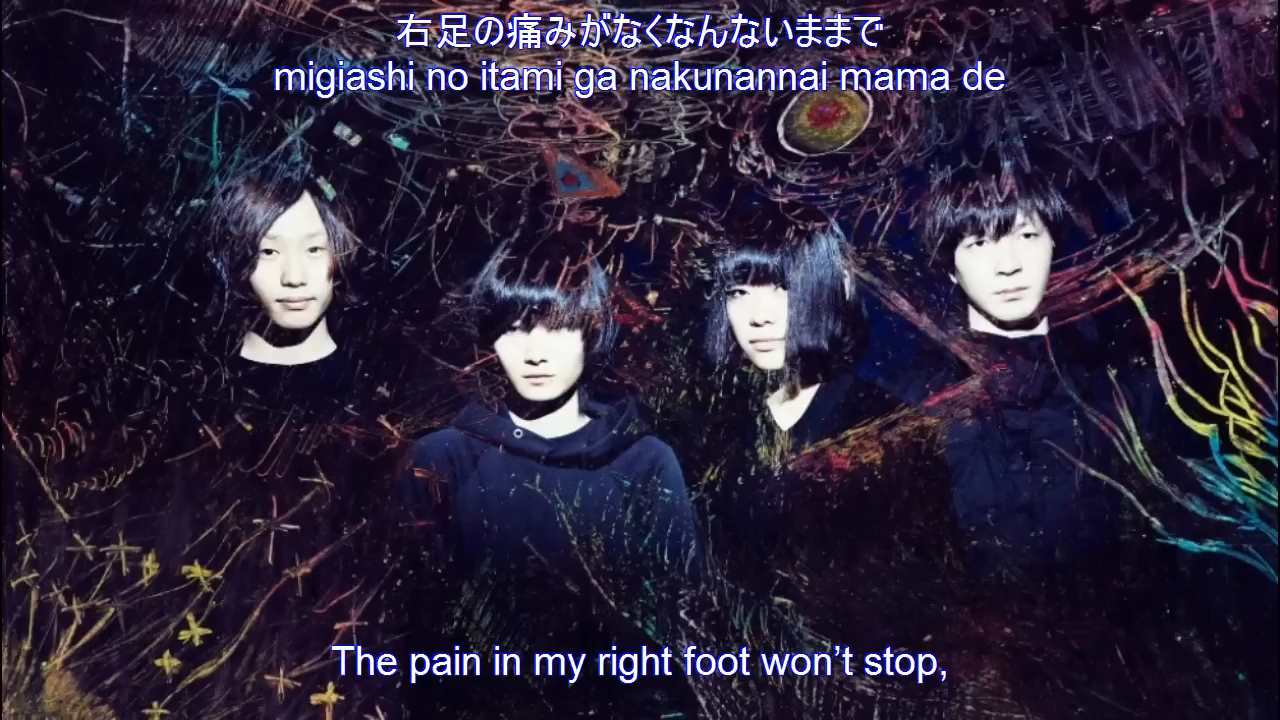 右足の痛みがなくなんないままで
migiashi no itami ga nakunannai mama de
The pain in my right foot won’t stop,